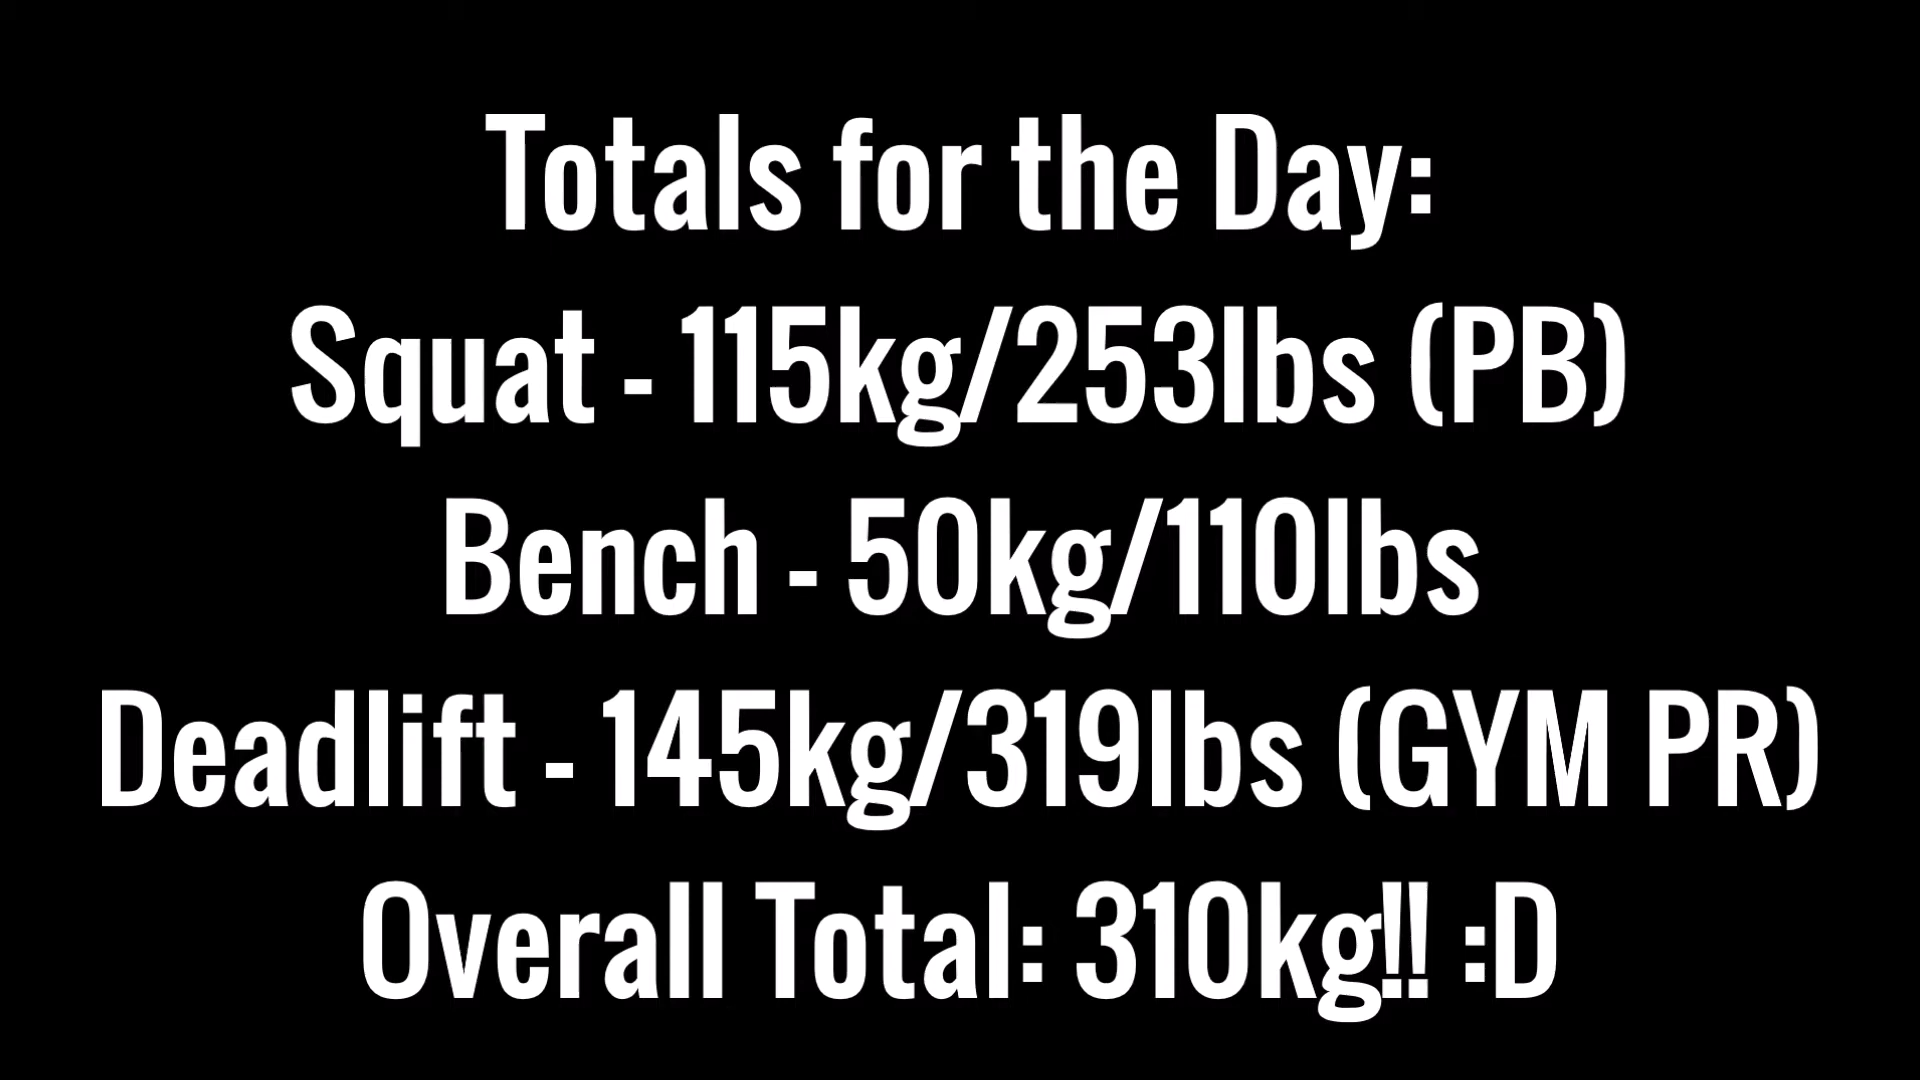 Totals for the Day:
Squat - 115kg/253lbs (PB)
Bench - 50kg/110lbs
Deadlift - 145kg/319lbs (GYM PR)
Overall Total: 310kg!! :D